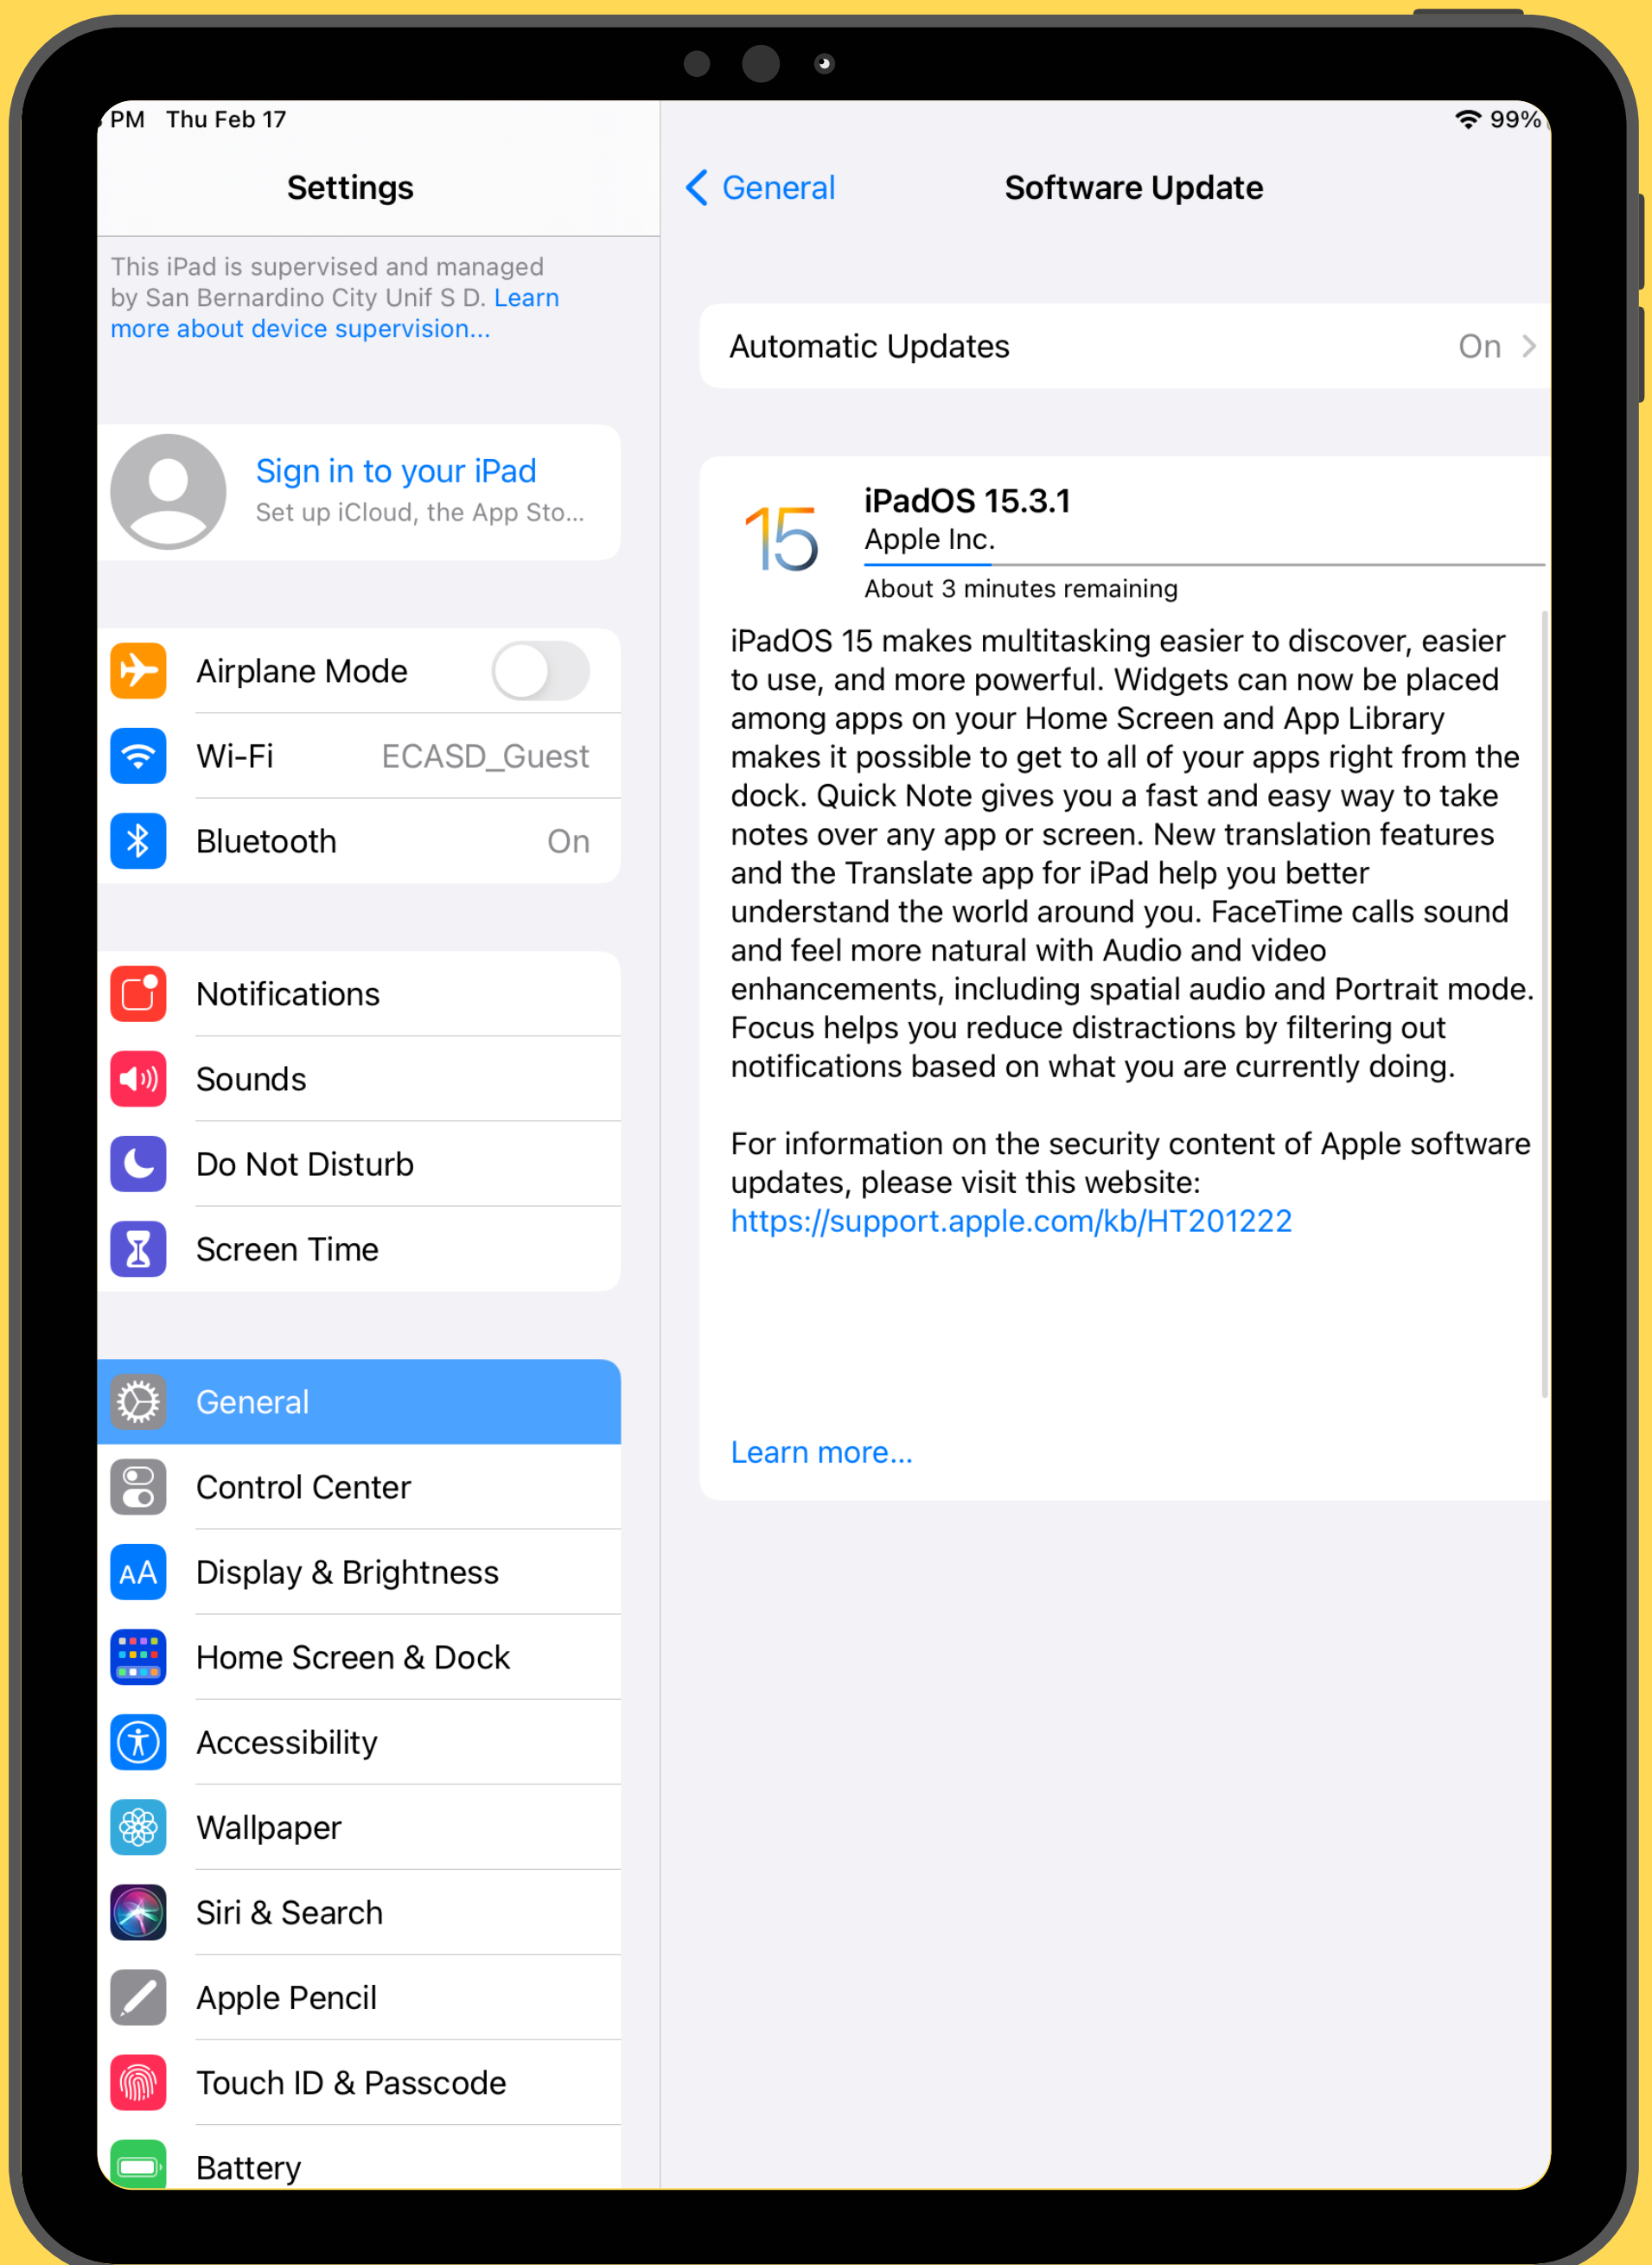 PM Thu Feb 17
99%
Settings
This iPad is supervised and managed
by San Bernardino City Unif S D. Learn
more about device supervision...
Sign in to your iPad
Set up iCloud, the App Sto...
Airplane Mode
Wi-Fi ECASD_Guest
Bluetooth On
Notifications
Sounds
Do Not Disturb
Screen Time
General
Control Center
AA Display & Brightness
Home Screen & Dock
Accessibility
Wallpaper
Siri & Search
Apple Pencil
Touch ID & Passcode
Battery
General
Software Update
Automatic Updates On
15
iPadOS 15.3.1
Apple Inc.
About 3 minutes remaining
iPadOS 15 makes multitasking easier to discover, easier
to use, and more powerful. Widgets can now be placed
among apps on your Home Screen and App Library
makes it possible to get to all of your apps right from the
dock. Quick Note gives you a fast and easy way to take
notes over any app or screen. New translation features
and the Translate app for iPad help you better
understand the world around you. FaceTime calls sound
and feel more natural with Audio and video
enhancements, including spatial audio and Portrait mode.
Focus helps you reduce distractions by filtering out
notifications based on what you are currently doing.
For information on the security content of Apple software
updates, please visit this website:
https://support.apple.com/kb/HT201222
Learn more...